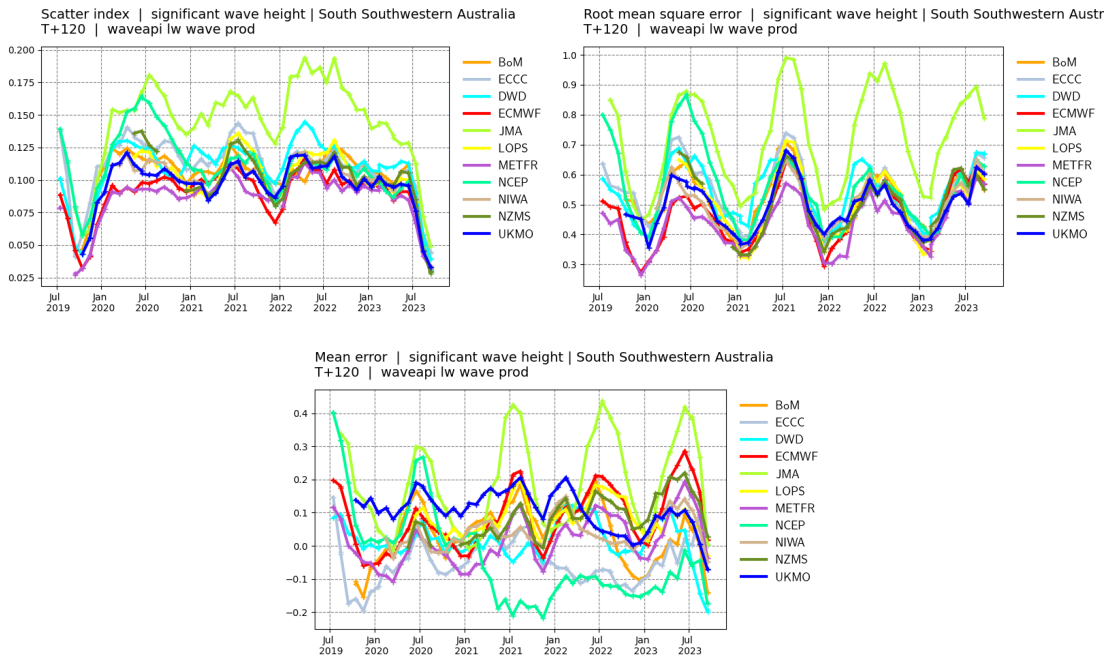 Scatter index | significant wave height | South Southwestern Australia
T+120 | waveapi lw wave prod
0.200
0.175
0.150
0.125
0.100
0.075
0.050
0.025
Jul 2019
Jan 2020
Jul 2020
Jan 2021
Jul 2021
Jan 2022
Jul 2022
Jan 2023
Jul 2023
BoM
ECCC
DWD
ECMWF
JMA
LOPS
METFR
NCEP
NIWA
NZMS
UKMO
Root mean square error | significant wave height | South Southwestern Austr
T+120 | waveapi lw wave prod
1.0
0.9
0.8
0.7
0.6
0.5
0.4
0.3
Jul 2019
Jan 2020
Jul 2020
Jan 2021
Jul 2021
Jan 2022
Jul 2022
Jan 2023
Jul 2023
BoM
ECCC
DWD
ECMWF
JMA
LOPS
METFR
NCEP
NIWA
NZMS
UKMO
Mean error | significant wave height | South Southwestern Australia
T+120 | waveapi lw wave prod
0.4
0.3
0.2
0.1
0.0
−0.1
−0.2
Jul 2019
Jan 2020
Jul 2020
Jan 2021
Jul 2021
Jan 2022
Jul 2022
Jan 2023
Jul 2023
BoM
ECCC
DWD
ECMWF
JMA
LOPS
METFR
NCEP
NIWA
NZMS
UKMO